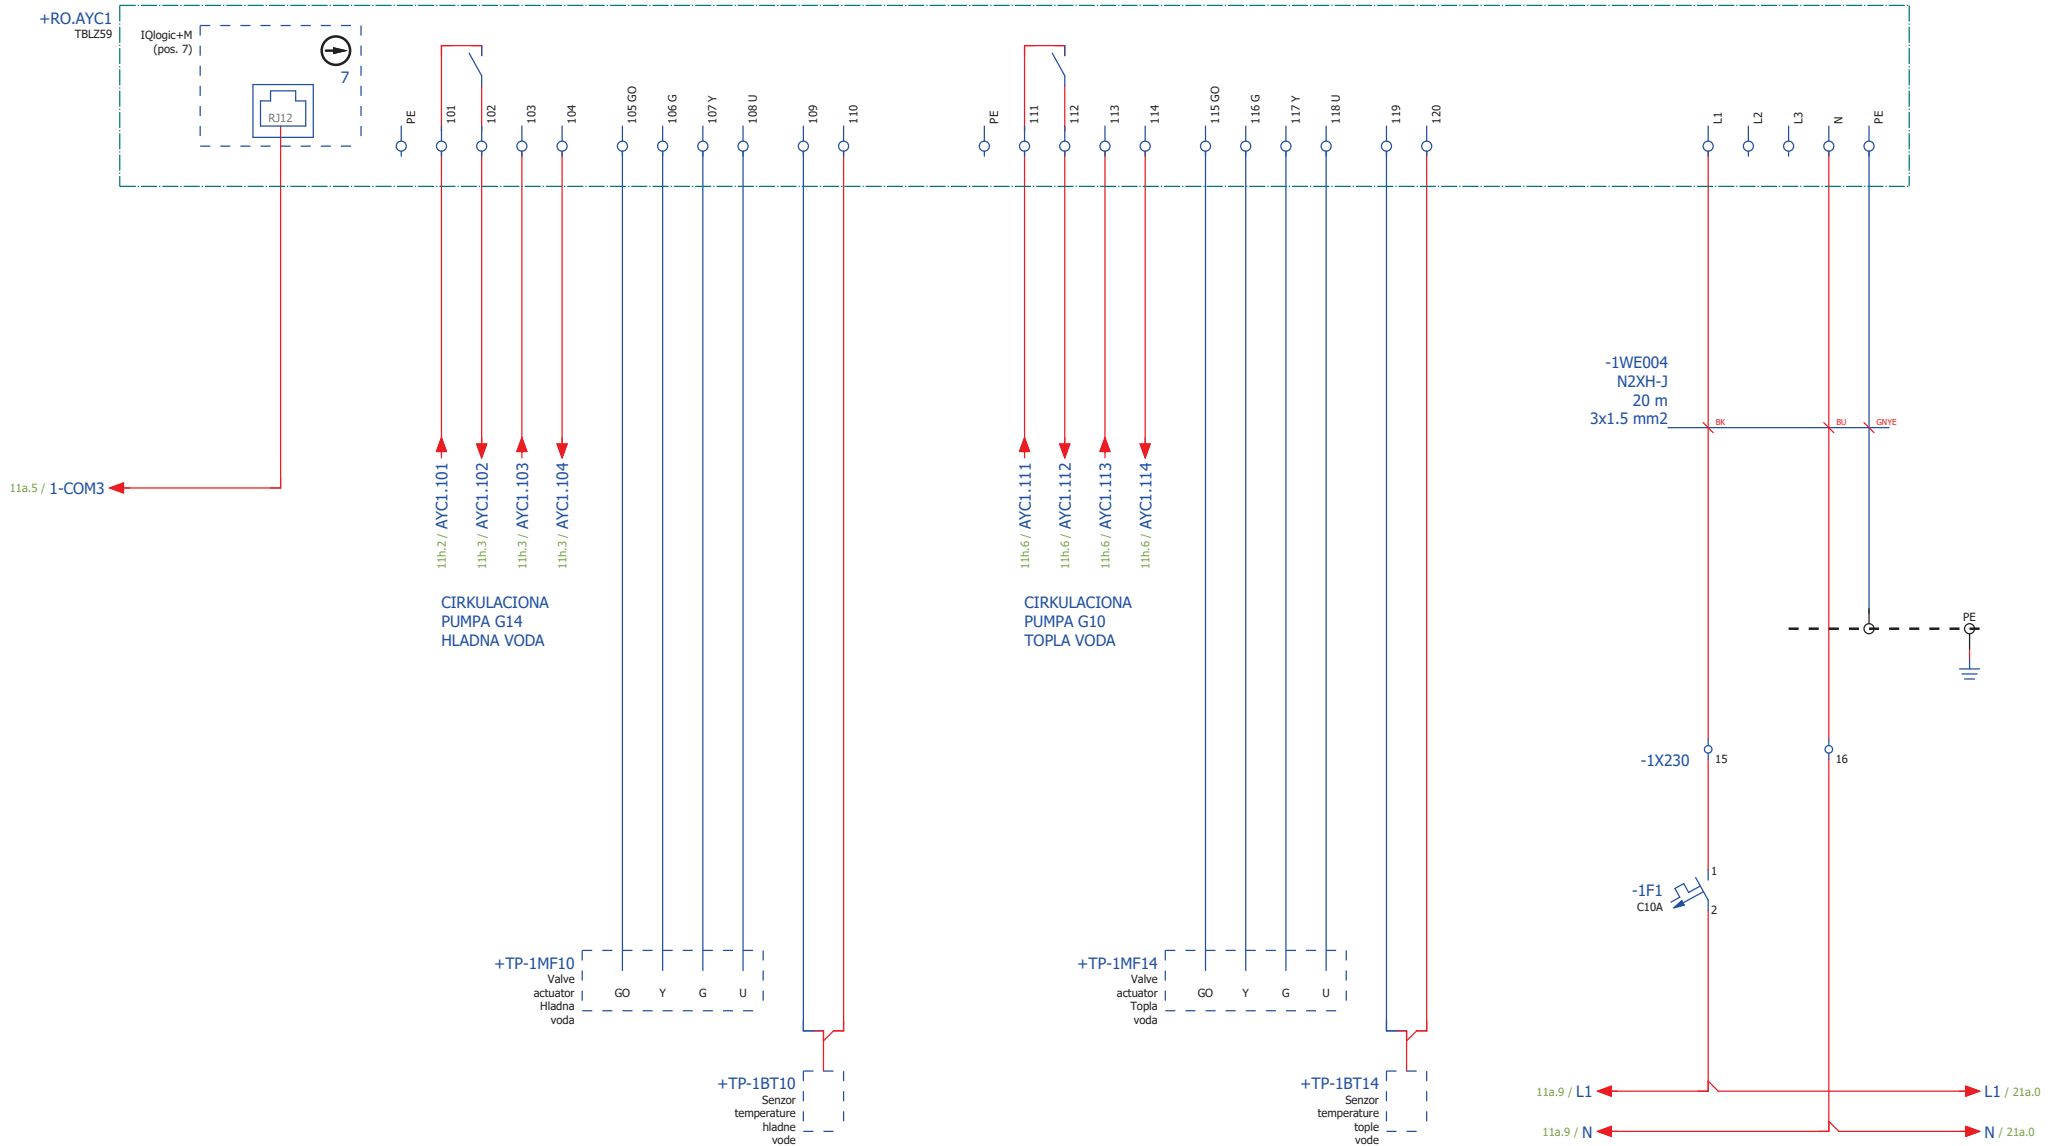 +RO.AYC1
TBLZ59
IQlogic+M
(pos. 7)
7
RJ12
PE
101
102
103
104
105 GO
106 G
107 Y
108 U
109
110
PE
111
112
113
114
115 GO
116 G
117 Y
118 U
119
120
L1
L2
L3
N
PE
-1WE004
N2XH-J
20 m
3x1.5 mm2
BK
BU
GNYE
11a.5 / 1-COM3
11h.2 / AYC1.101
11h.3 / AYC1.102
11h.3 / AYC1.103
11h.3 / AYC1.104
11h.6 / AYC1.111
11h.6 / AYC1.112
11h.6 / AYC1.113
11h.6 / AYC1.114
CIRKULACIONA
PUMPA G14
HLADNA VODA
CIRKULACIONA
PUMPA G10
TOPLA VODA
PE
-1X230
15
16
-1F1
C10A
1
2
+TP-1MF10
Valve
actuator
Hladna
voda
GO
Y
G
U
+TP-1MF14
Valve
actuator
Topla
voda
GO
Y
G
U
+TP-1BT10
Senzor
temperature
hladne
vode
+TP-1BT14
Senzor
temperature
tople
vode
11a.9 / L1
L1 / 21a.0
11a.9 / N
N / 21a.0